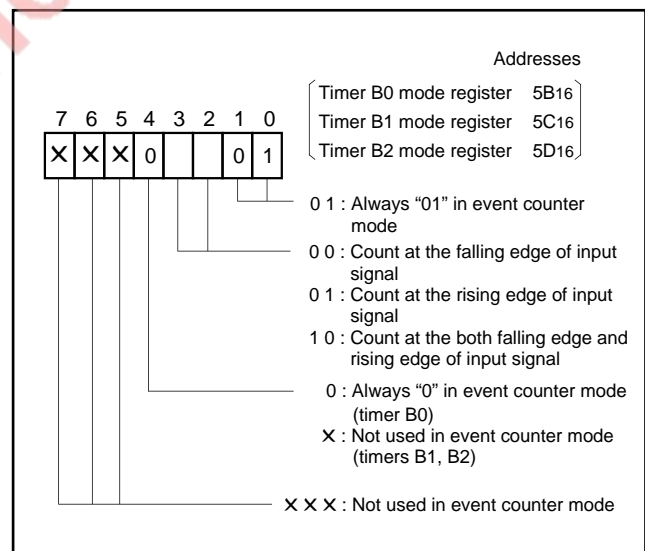 Addresses
Timer B0 mode register 5B16
Timer B1 mode register 5C16
Timer B2 mode register 5D16
7 6 5 4 3 2 1 0
× × × 0 0 1
0 1 : Always “01” in event counter
mode
0 0 : Count at the falling edge of input
signal
0 1 : Count at the rising edge of input
signal
1 0 : Count at the both falling edge and
rising edge of input signal
0 : Always “0” in event counter mode
(timer B0)
× : Not used in event counter mode
(timers B1, B2)
× × × : Not used in event counter mode